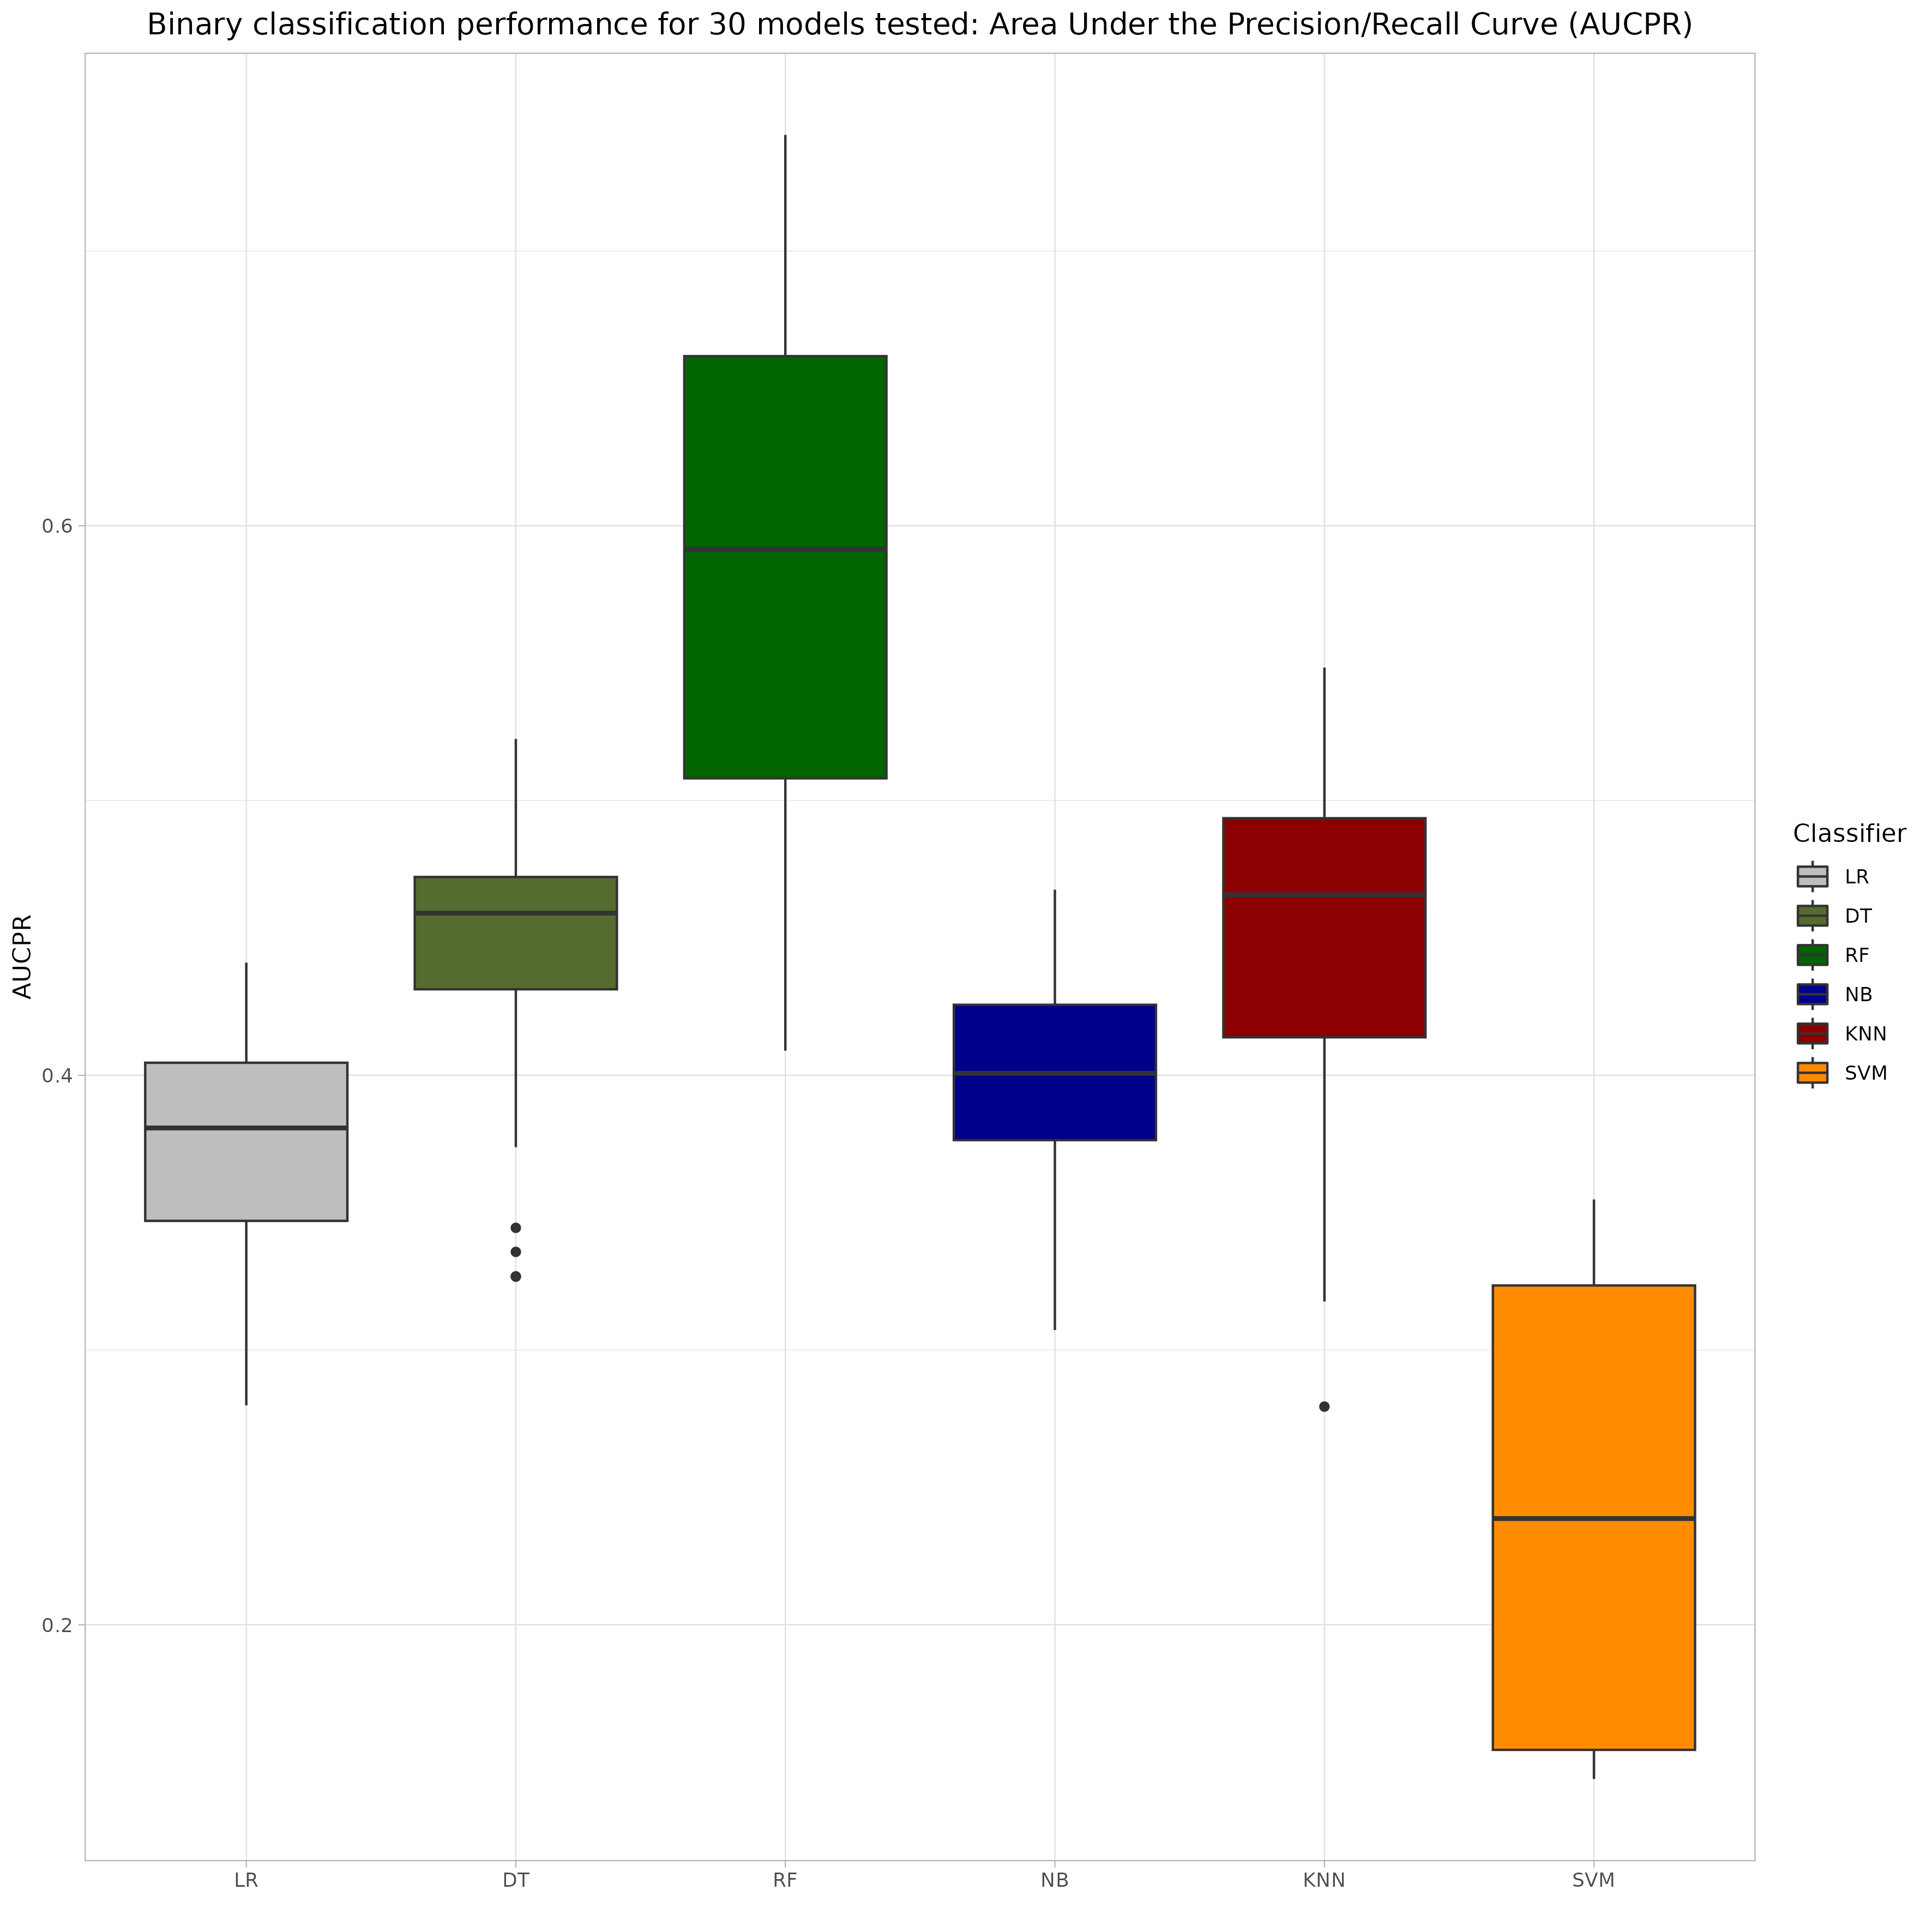 Binary classification performance for 30 models tested: Area Under the Precision/Recall Curve (AUCPR)
0.6
0.4
0.2
AUCPR
LR DT RF NB KNN SVM
Classifier
LR
DT
RF
NB
KNN
SVM